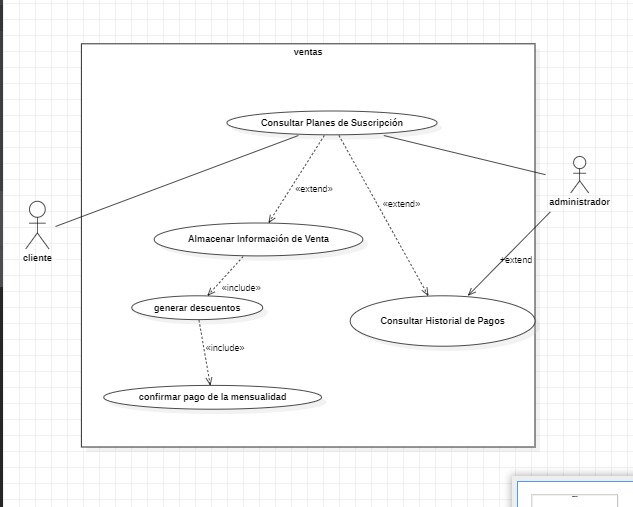 ventas
Consultar Planes de Suscripción
administrador
«extend»
«extend»
cliente
Almacenar Información de Venta
+extend
«include»
generar descuentos
Consultar Historial de Pagos
«include»
confirmar pago de la mensualidad